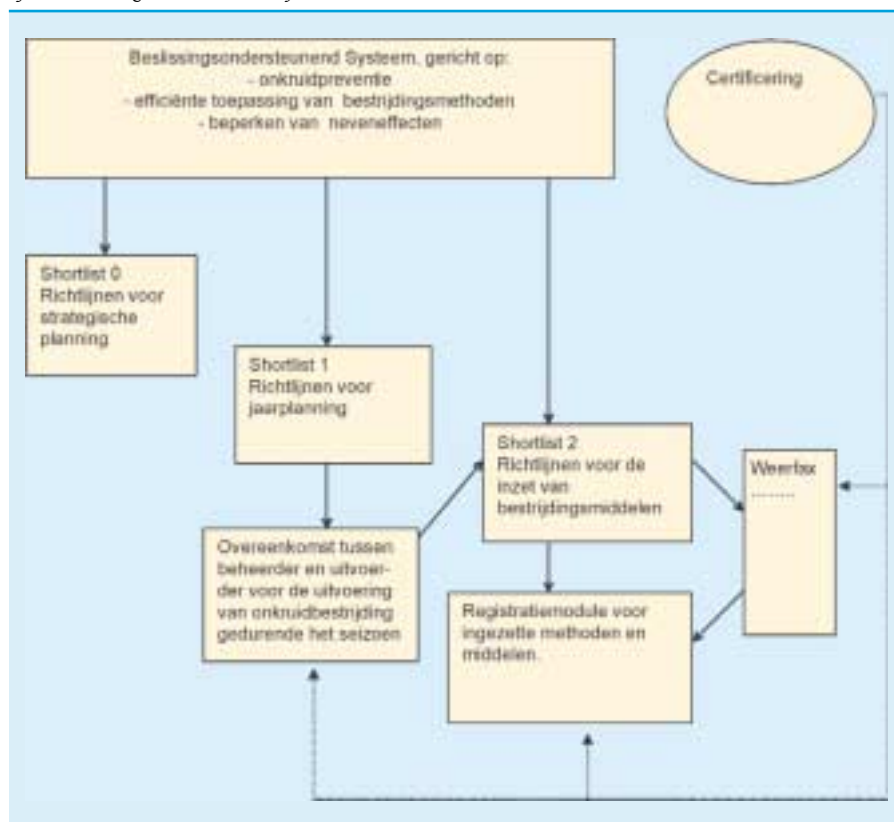 Beslissingsondersteunend Systeem, gericht op:
- onkruidpreventie
- efficiënte toepassing van bestrijdingsmethoden
- beperken van neveneffecten
Certificering
Shortlist 0
Richtlijnen voor
strategische
planning
Shortlist 1
Richtlijnen voor
jaarplanning
Shortlist 2
Richtlijnen voor de
inzet van
bestrijdingsmiddelen
Weerfax
........
Overeenkomst tussen
beheerder en uitvoer-
der voor de uitvoering
van onkruidbestrijding
gedurende het seizoen
Registratiemodule voor
ingezette methoden en
middelen.